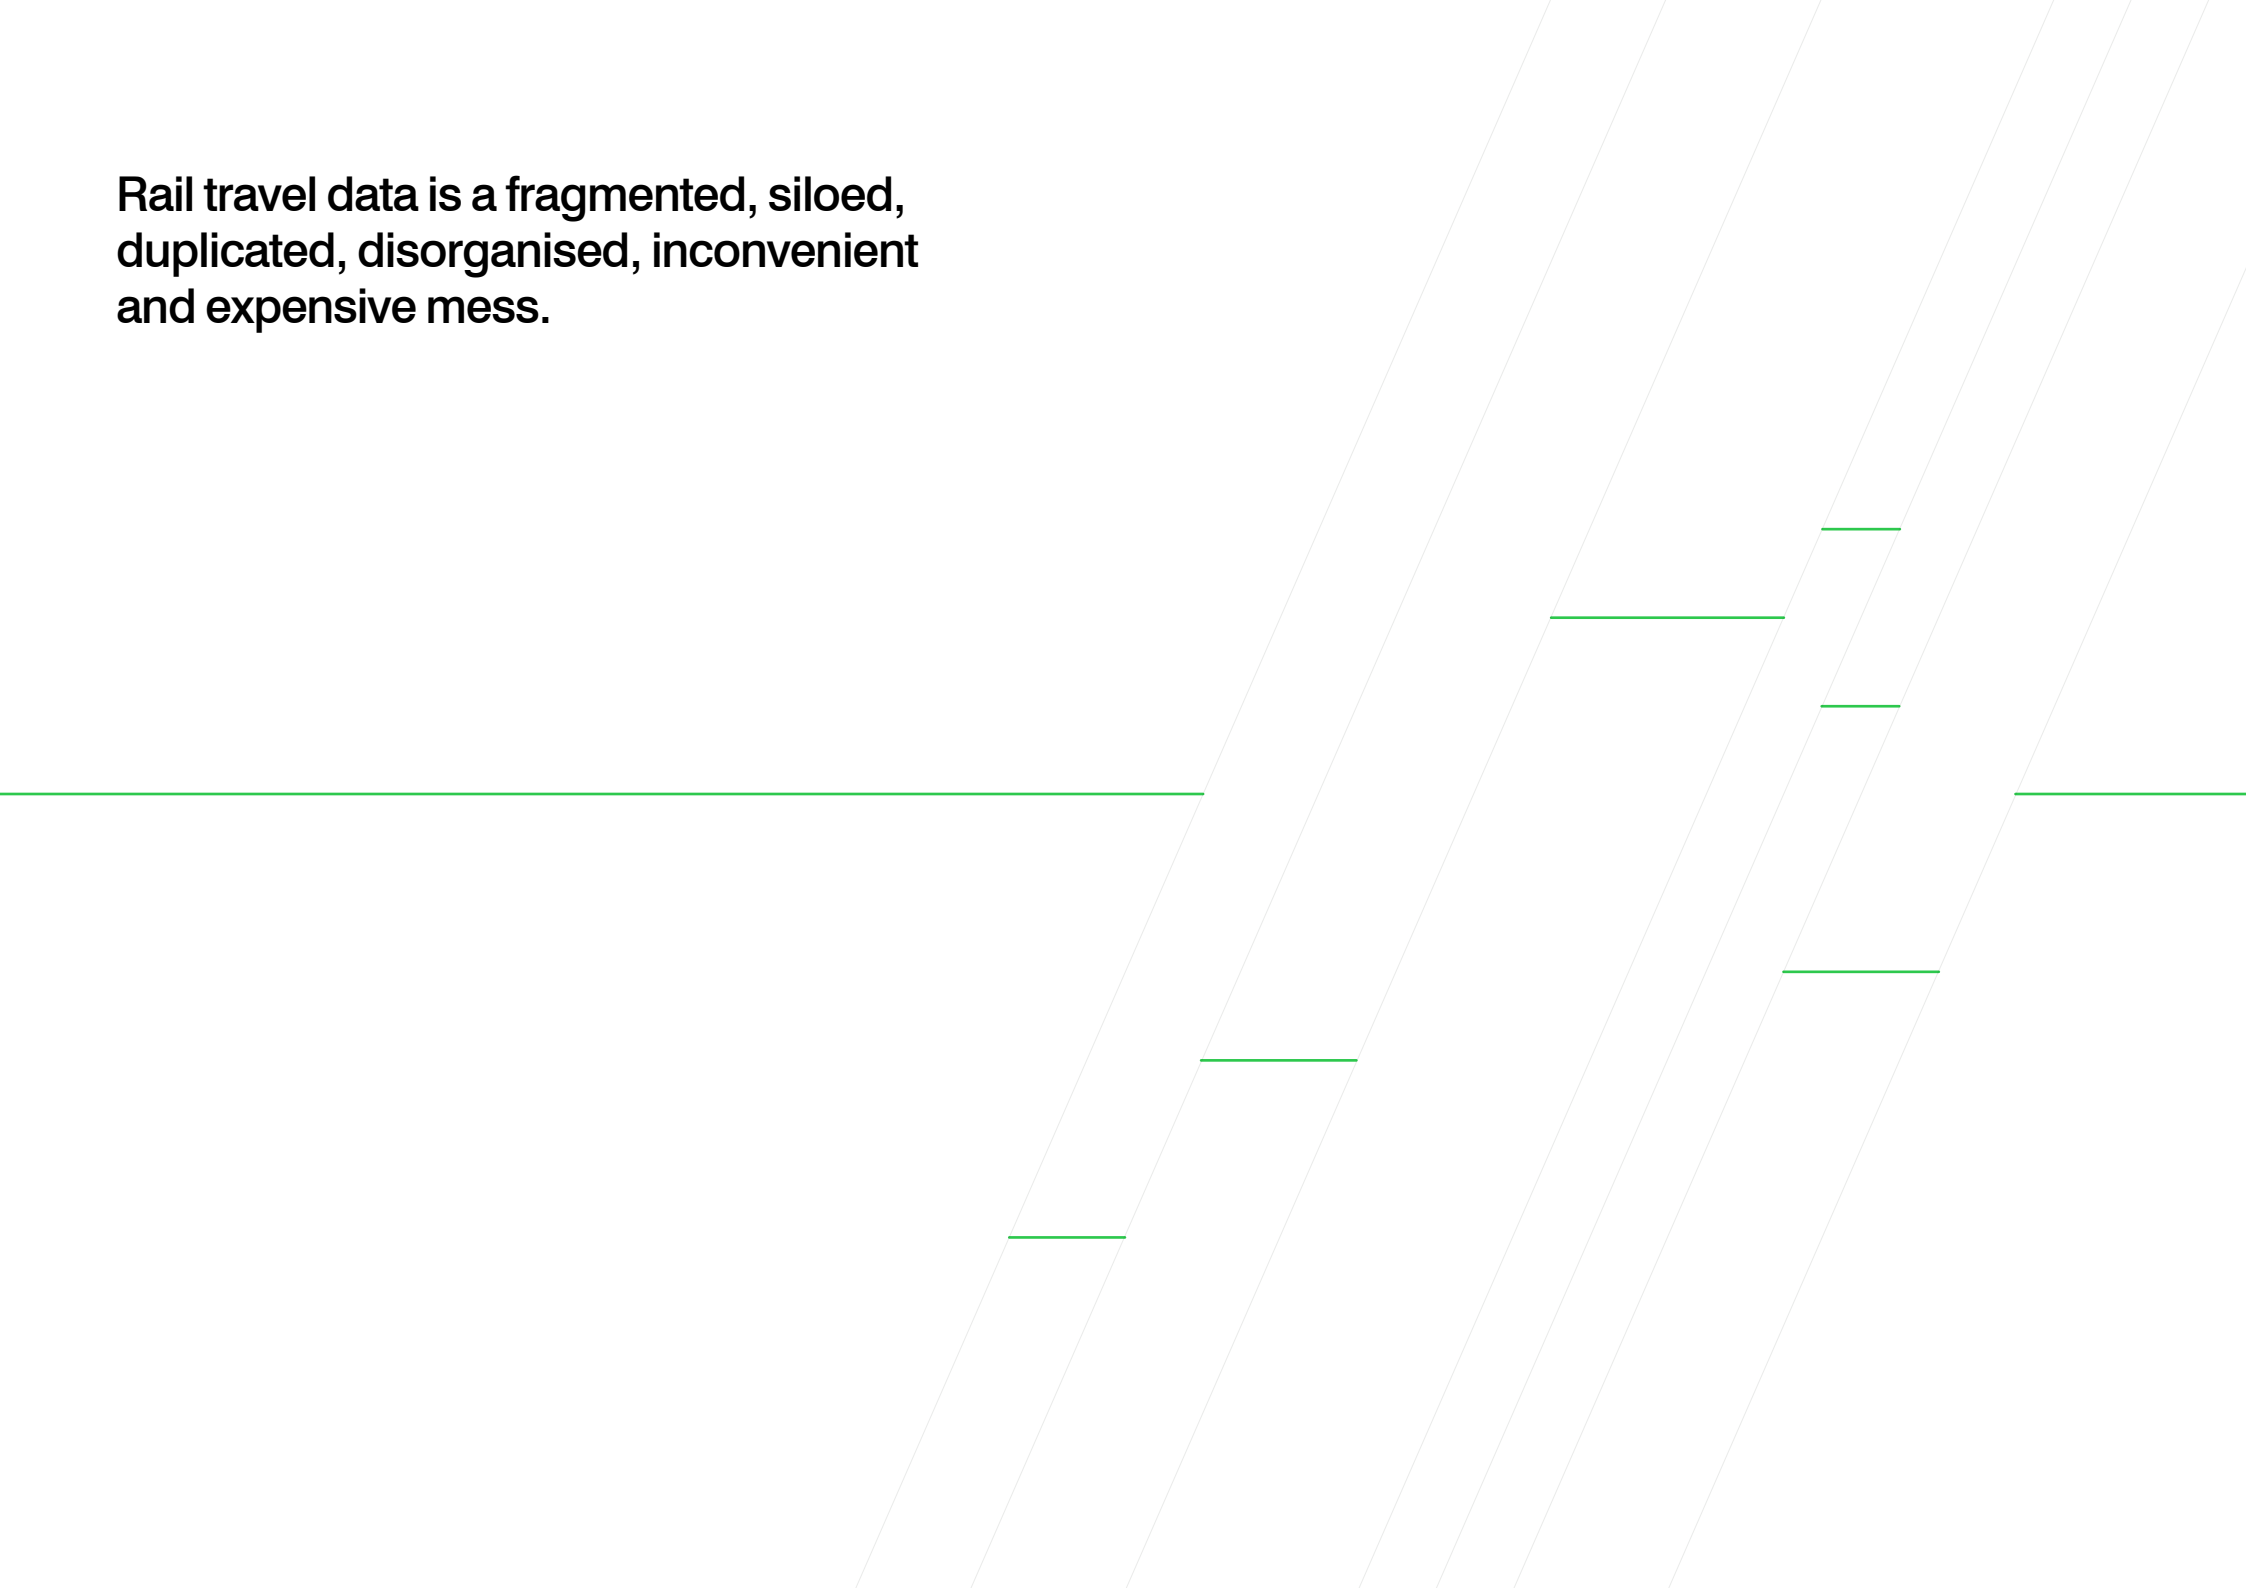 Rail travel data is a fragmented, siloed,
duplicated, disorganised, inconvenient
and expensive mess.